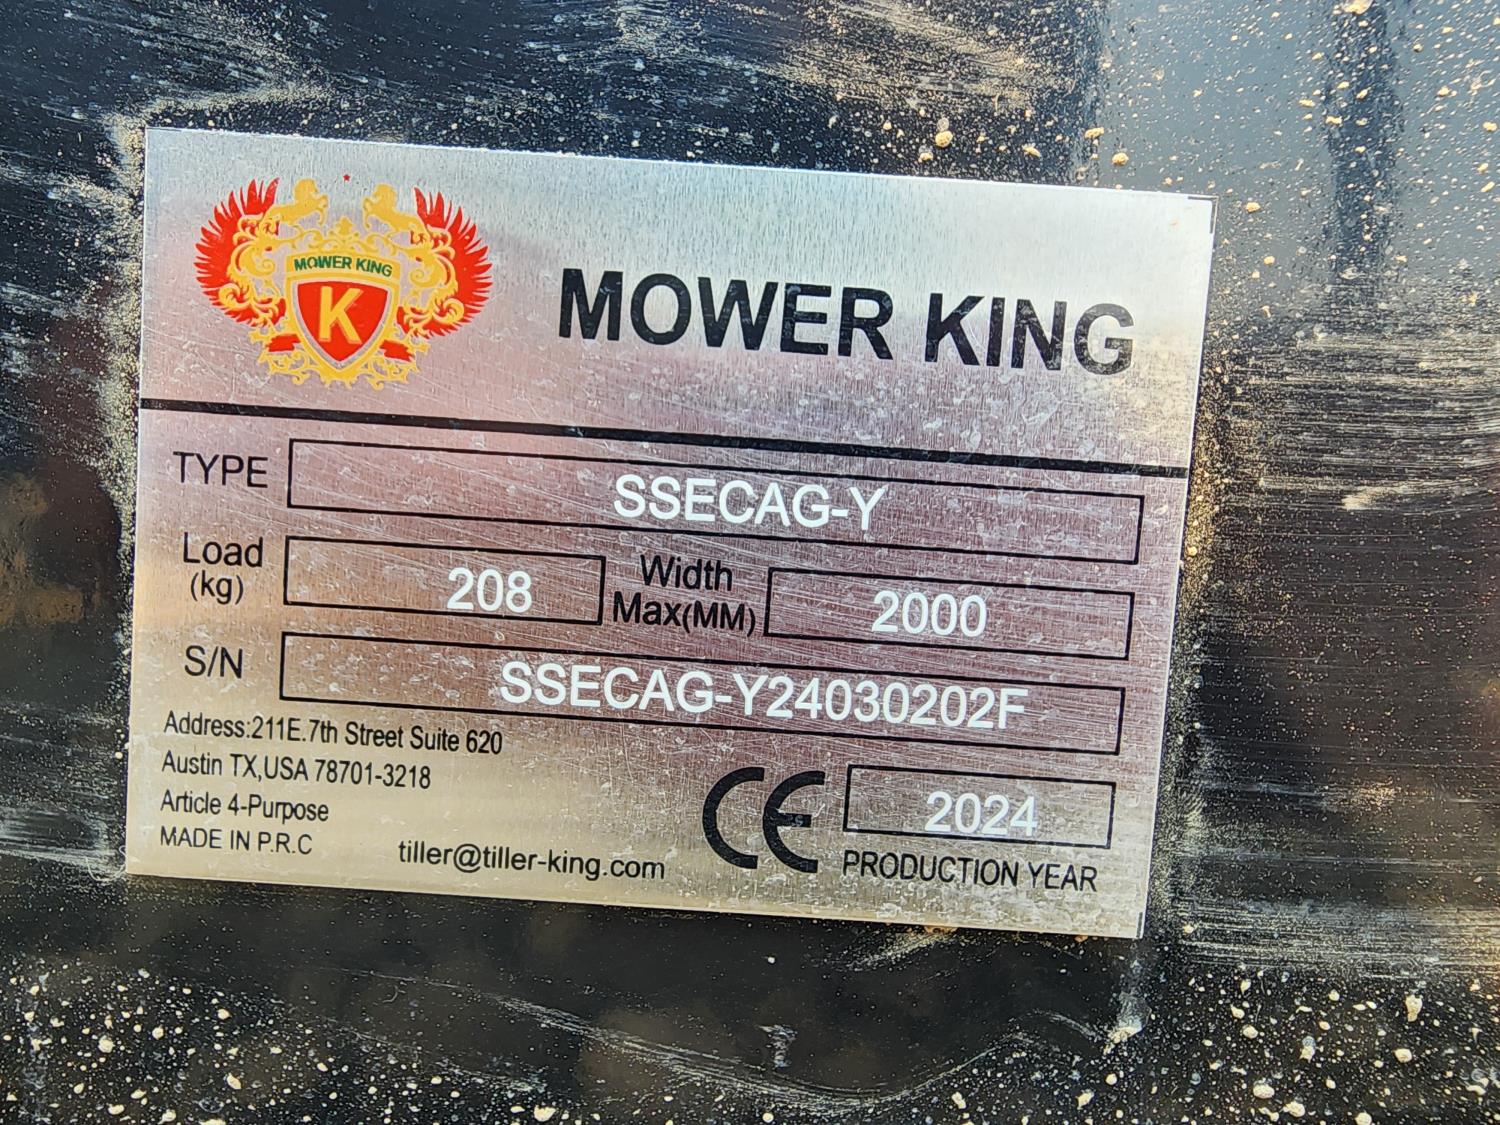 MOWER KING
K
MOWER KING
TYPE SSECAG-Y
Load (kg) 208 Width Max(MM) 2000
S/N SSECAG-Y24030202F
Address:211E.7th Street Suite 620
Austin TX,USA 78701-3218
Article 4-Purpose
MADE IN P.R.C
tiller@tiller-king.com
CE
2024
PRODUCTION YEAR